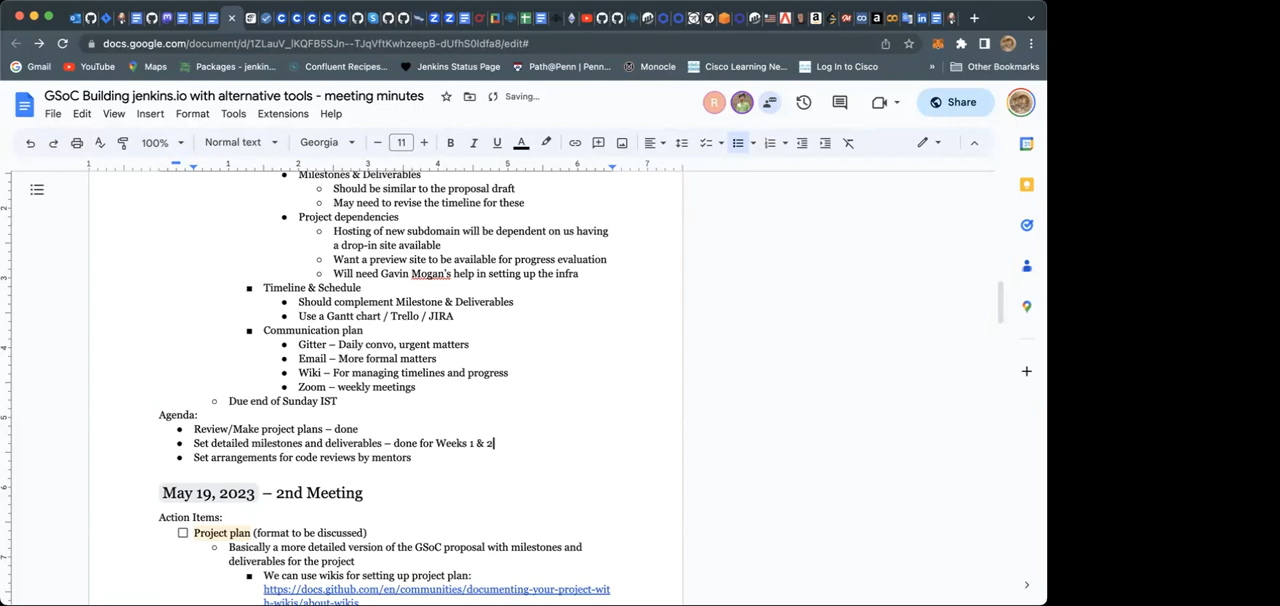 docs.google.com/document/d/1ZLauV_lKQFB5SJn--TJqVftKwhzeepB-dUfhS0ldfa8/edit#
Gmail YouTube Maps Packages - jenkin... Confluent Recipes... Jenkins Status Page Path@Penn | Penn... Monocle Cisco Learning Ne... Log In to Cisco » Other Bookmarks
GSoC Building jenkins.io with alternative tools - meeting minutes Saving...
File Edit View Insert Format Tools Extensions Help
R
Share
100% Normal text Georgia 11 B I U A
1 1 2 3 4 5 6 7
Milestones & Deliverables
Should be similar to the proposal draft
May need to revise the timeline for these
Project dependencies
Hosting of new subdomain will be dependent on us having
a drop-in site available
Want a preview site to be available for progress evaluation
Will need Gavin Mogan's help in setting up the infra
Timeline & Schedule
Should complement Milestone & Deliverables
Use a Gantt chart / Trello / JIRA
Communication plan
Gitter – Daily convo, urgent matters
Email – More formal matters
Wiki – For managing timelines and progress
Zoom – weekly meetings
Due end of Sunday IST
Agenda:
Review/Make project plans – done
Set detailed milestones and deliverables – done for Weeks 1 & 2
Set arrangements for code reviews by mentors
May 19, 2023 – 2nd Meeting
Action Items:
Project plan (format to be discussed)
Basically a more detailed version of the GSoC proposal with milestones and
deliverables for the project
We can use wikis for setting up project plan:
https://docs.github.com/en/communities/documenting-your-project-wit
h-wikis/about-wikis